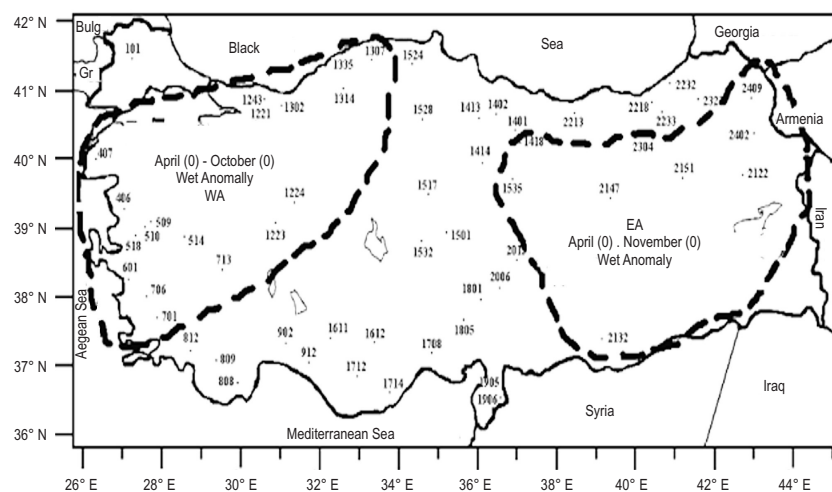 42° N
41° N
40° N
39° N
38° N
37° N
36° N
Bulg
Gr
Black
Sea
Georgia
Armenia
Iran
Iraq
Syria
Mediterranean Sea
Aegean Sea
101
1307
1524
1335
1243
1221
1302
1314
1528
1413
1402
1401
1418
1414
2213
2218
2232
2233
2304
2409
2402
407
April (0) - October (0)
Wet Anomally
WA
1224
1517
1535
2147
2151
2122
406
509
510
518
514
1223
713
1501
1532
EA
April (0) . November (0)
Wet Anomaly
601
706
701
812
2006
1801
1805
902
1611
1612
912
1708
2132
809
808
1712
1714
1905
1906
26° E
28° E
30° E
32° E
34° E
36° E
38° E
40° E
42° E
44° E